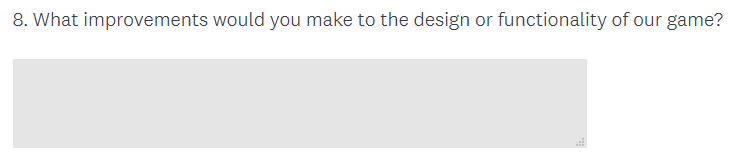 8. What improvements would you make to the design or functionality of our game?